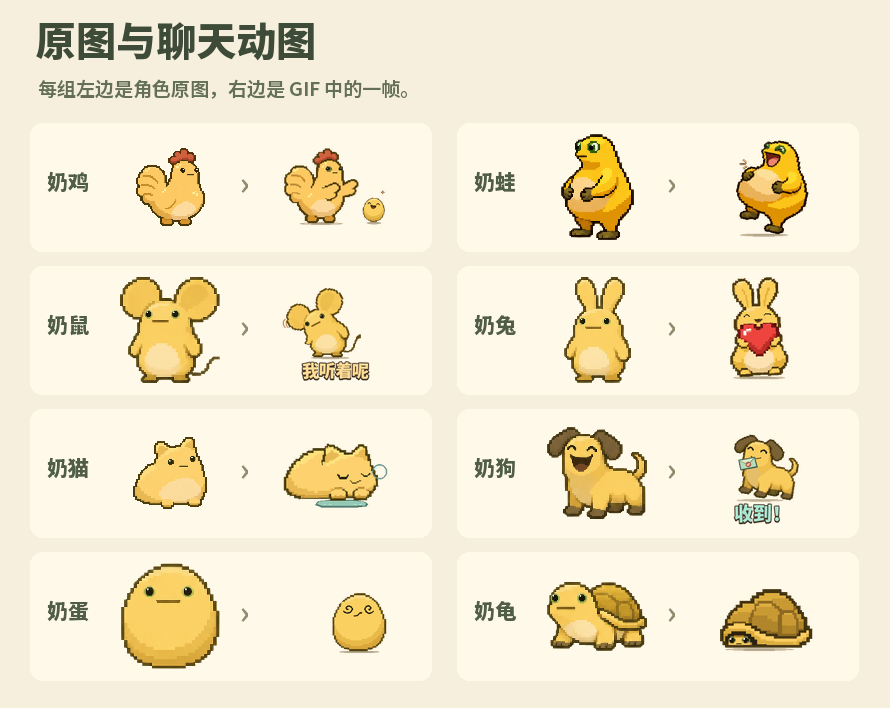 原图与聊天动图
每组左边是角色原图，右边是 GIF 中的一帧。
奶鸡
奶蛙
奶鼠
我听着呢
奶兔
奶猫
奶狗
收到！
奶蛋
奶龟